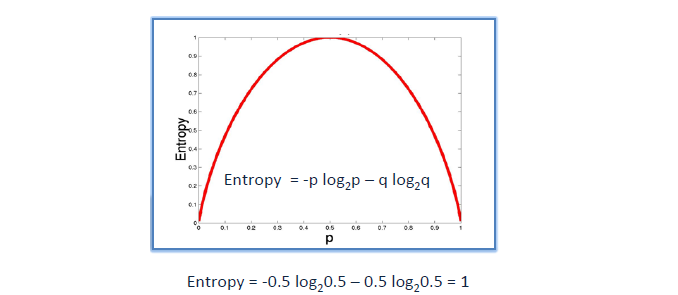 1
0.9
0.8
0.7
0.6
0.5
0.4
0.3
0.2
0.1
0
Entropy
Entropy = -p log₂p – q log₂q
0 0.1 0.2 0.3 0.4 0.5 0.6 0.7 0.8 0.9 1
p
Entropy = -0.5 log₂0.5 – 0.5 log₂0.5 = 1